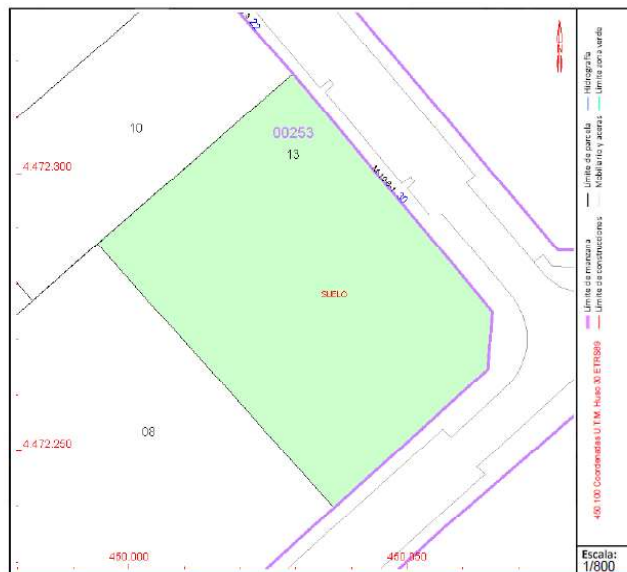 10
00253
13
4.472.300
SUELO
08
4.472.250
450.000
450.050
Límite de manzana
Límite de parcela
Hidrografía
Límite de construcciones
Mobiliario y aceras
Límite zona verde
450.100 Coordenadas U.T.M. Huso 30 ETRS89
Escala:
1/800